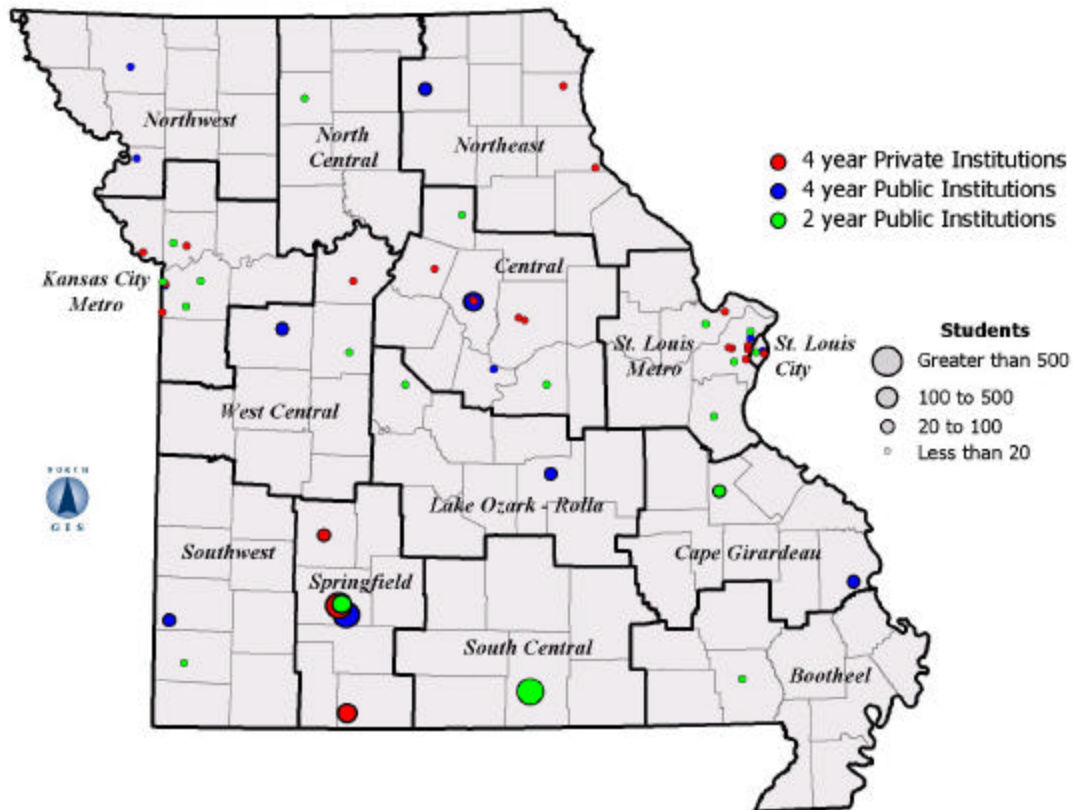 Northwest
North
Central
Northeast
4 year Private Institutions
4 year Public Institutions
2 year Public Institutions
Kansas City
Metro
Central
St. Louis
Metro
St. Louis
City
Students
Greater than 500
100 to 500
20 to 100
Less than 20
West Central
NORTH
GIS
Lake Ozark - Rolla
Southwest
Springfield
Cape Girardeau
South Central
Bootheel